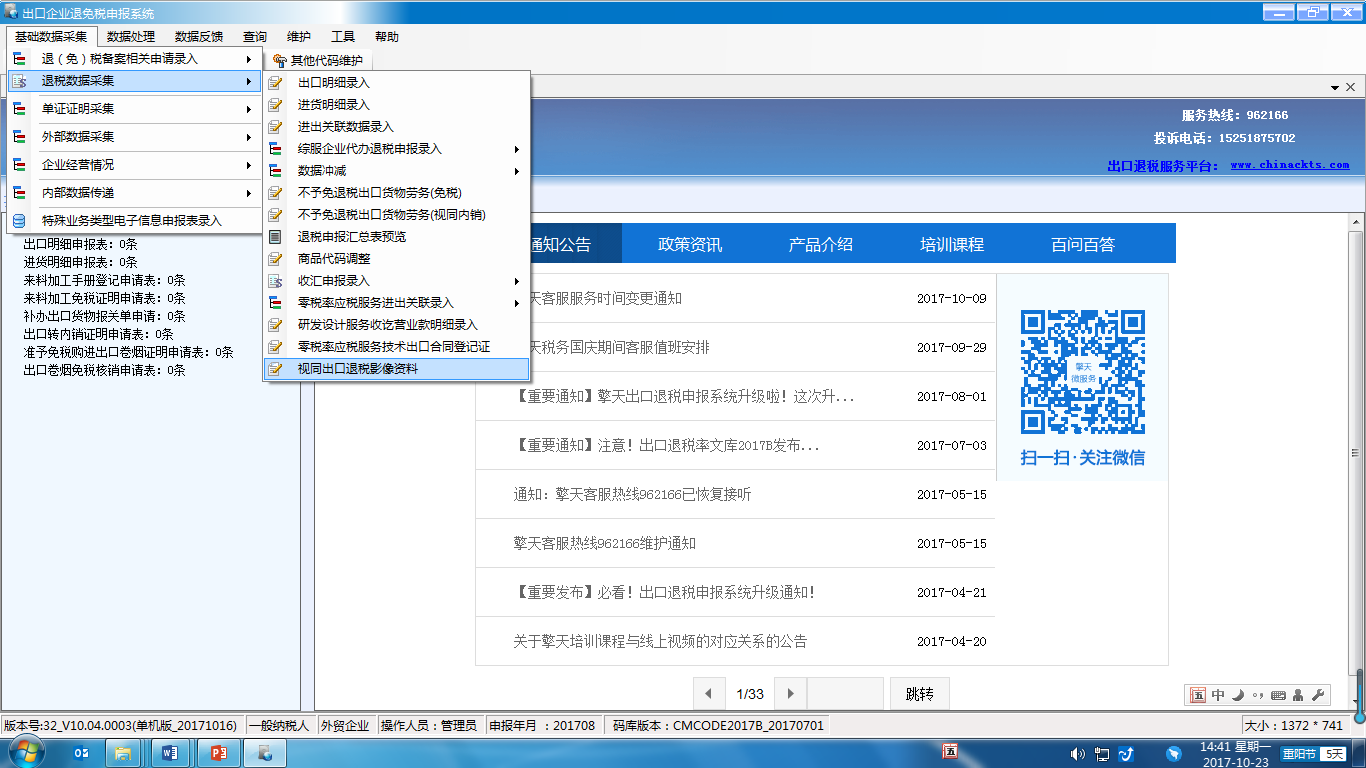 出口企业退免税申报系统
基础数据采集 数据处理 数据反馈 查询 维护 工具 帮助
其他代码维护
退（免）税备案相关申请录入
退税数据采集
单证证明采集
外部数据采集
企业经营情况
内部数据传递
特殊业务类型电子信息申报表录入
出口明细录入
进货明细录入
进出关联数据录入
综服企业代办退税申报录入
数据冲减
不予免退税出口货物劳务(免税)
不予免退税出口货物劳务(视同内销)
退税申报汇总表预览
商品代码调整
收汇申报录入
零税率应税服务进出关联录入
研发设计服务收讫营业款明细录入
零税率应税服务技术出口合同登记证
视同出口退税影像资料
服务热线：962166
投诉电话：15251875702
出口退税服务平台： www.chinackts.com
出口明细申报表：0条
进货明细申报表：0条
来料加工手册登记申请表：0条
来料加工免税证明申请表：0条
补办出口货物报关单申请：0条
出口转内销证明申请表：0条
准予免税购进出口卷烟证明申请表：0条
出口卷烟免税核销申请表：0条
通知公告 政策资讯 产品介绍 培训课程 百问百答
天客服服务时间变更通知 2017-10-09
天税务国庆期间客服值班安排 2017-09-29
【重要通知】擎天出口退税申报系统升级啦！这次升... 2017-08-01
【重要通知】注意！出口退税率文库2017B发布... 2017-07-03
通知：擎天客服热线962166已恢复接听 2017-05-15
擎天客服热线962166维护通知 2017-05-15
【重要发布】必看！出口退税申报系统升级通知！ 2017-04-21
关于擎天培训课程与线上视频的对应关系的公告 2017-04-20
擎天
微服务
扫一扫·关注微信
1/33 跳转
五 中
版本号:32_V10.04.0003(单机版_20171016) 一般纳税人 外贸企业 操作人员：管理员 申报年月 ：201708 码库版本：CMCODE2017B_20170701 大小：1372 * 741
五
14:41 星期一
2017-10-23
重阳节 5天